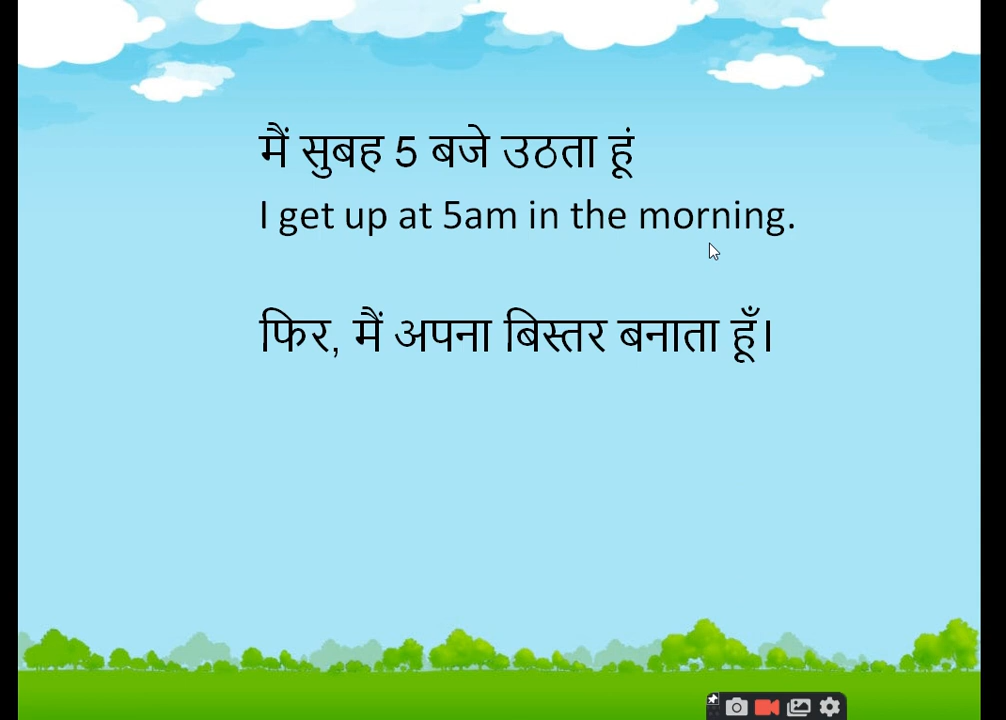 मैं सुबह 5 बजे उठता हूं
I get up at 5am in the morning.
फिर, मैं अपना बिस्तर बनाता हूँ।